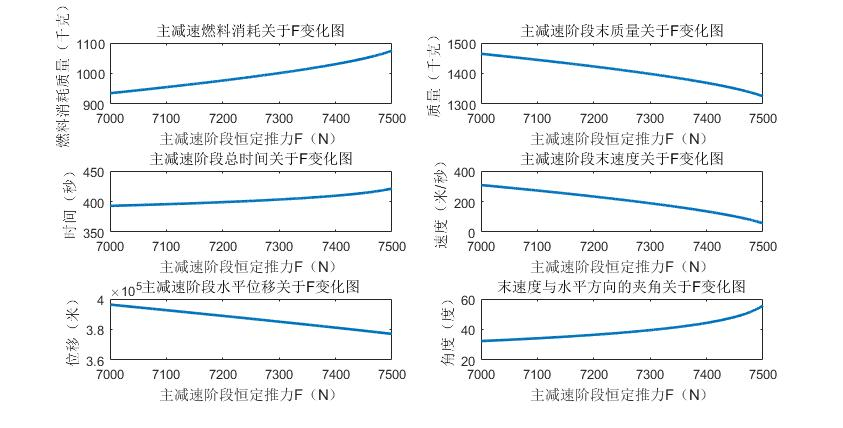 主减速燃料消耗关于F变化图
燃料消耗质量（千克）
1100
1000
900
7000 7100 7200 7300 7400 7500
主减速阶段恒定推力F（N）
主减速阶段末质量关于F变化图
质量（千克）
1500
1400
1300
7000 7100 7200 7300 7400 7500
主减速阶段恒定推力F（N）
主减速阶段总时间关于F变化图
时间（秒）
450
400
350
7000 7100 7200 7300 7400 7500
主减速阶段恒定推力F（N）
主减速阶段末速度关于F变化图
速度（米/秒）
400
200
0
7000 7100 7200 7300 7400 7500
主减速阶段恒定推力F（N）
×10⁵主减速阶段水平位移关于F变化图
位移（米）
4
3.8
3.6
7000 7100 7200 7300 7400 7500
主减速阶段恒定推力F（N）
末速度与水平方向的夹角关于F变化图
角度（度）
60
40
20
7000 7100 7200 7300 7400 7500
主减速阶段恒定推力F（N）